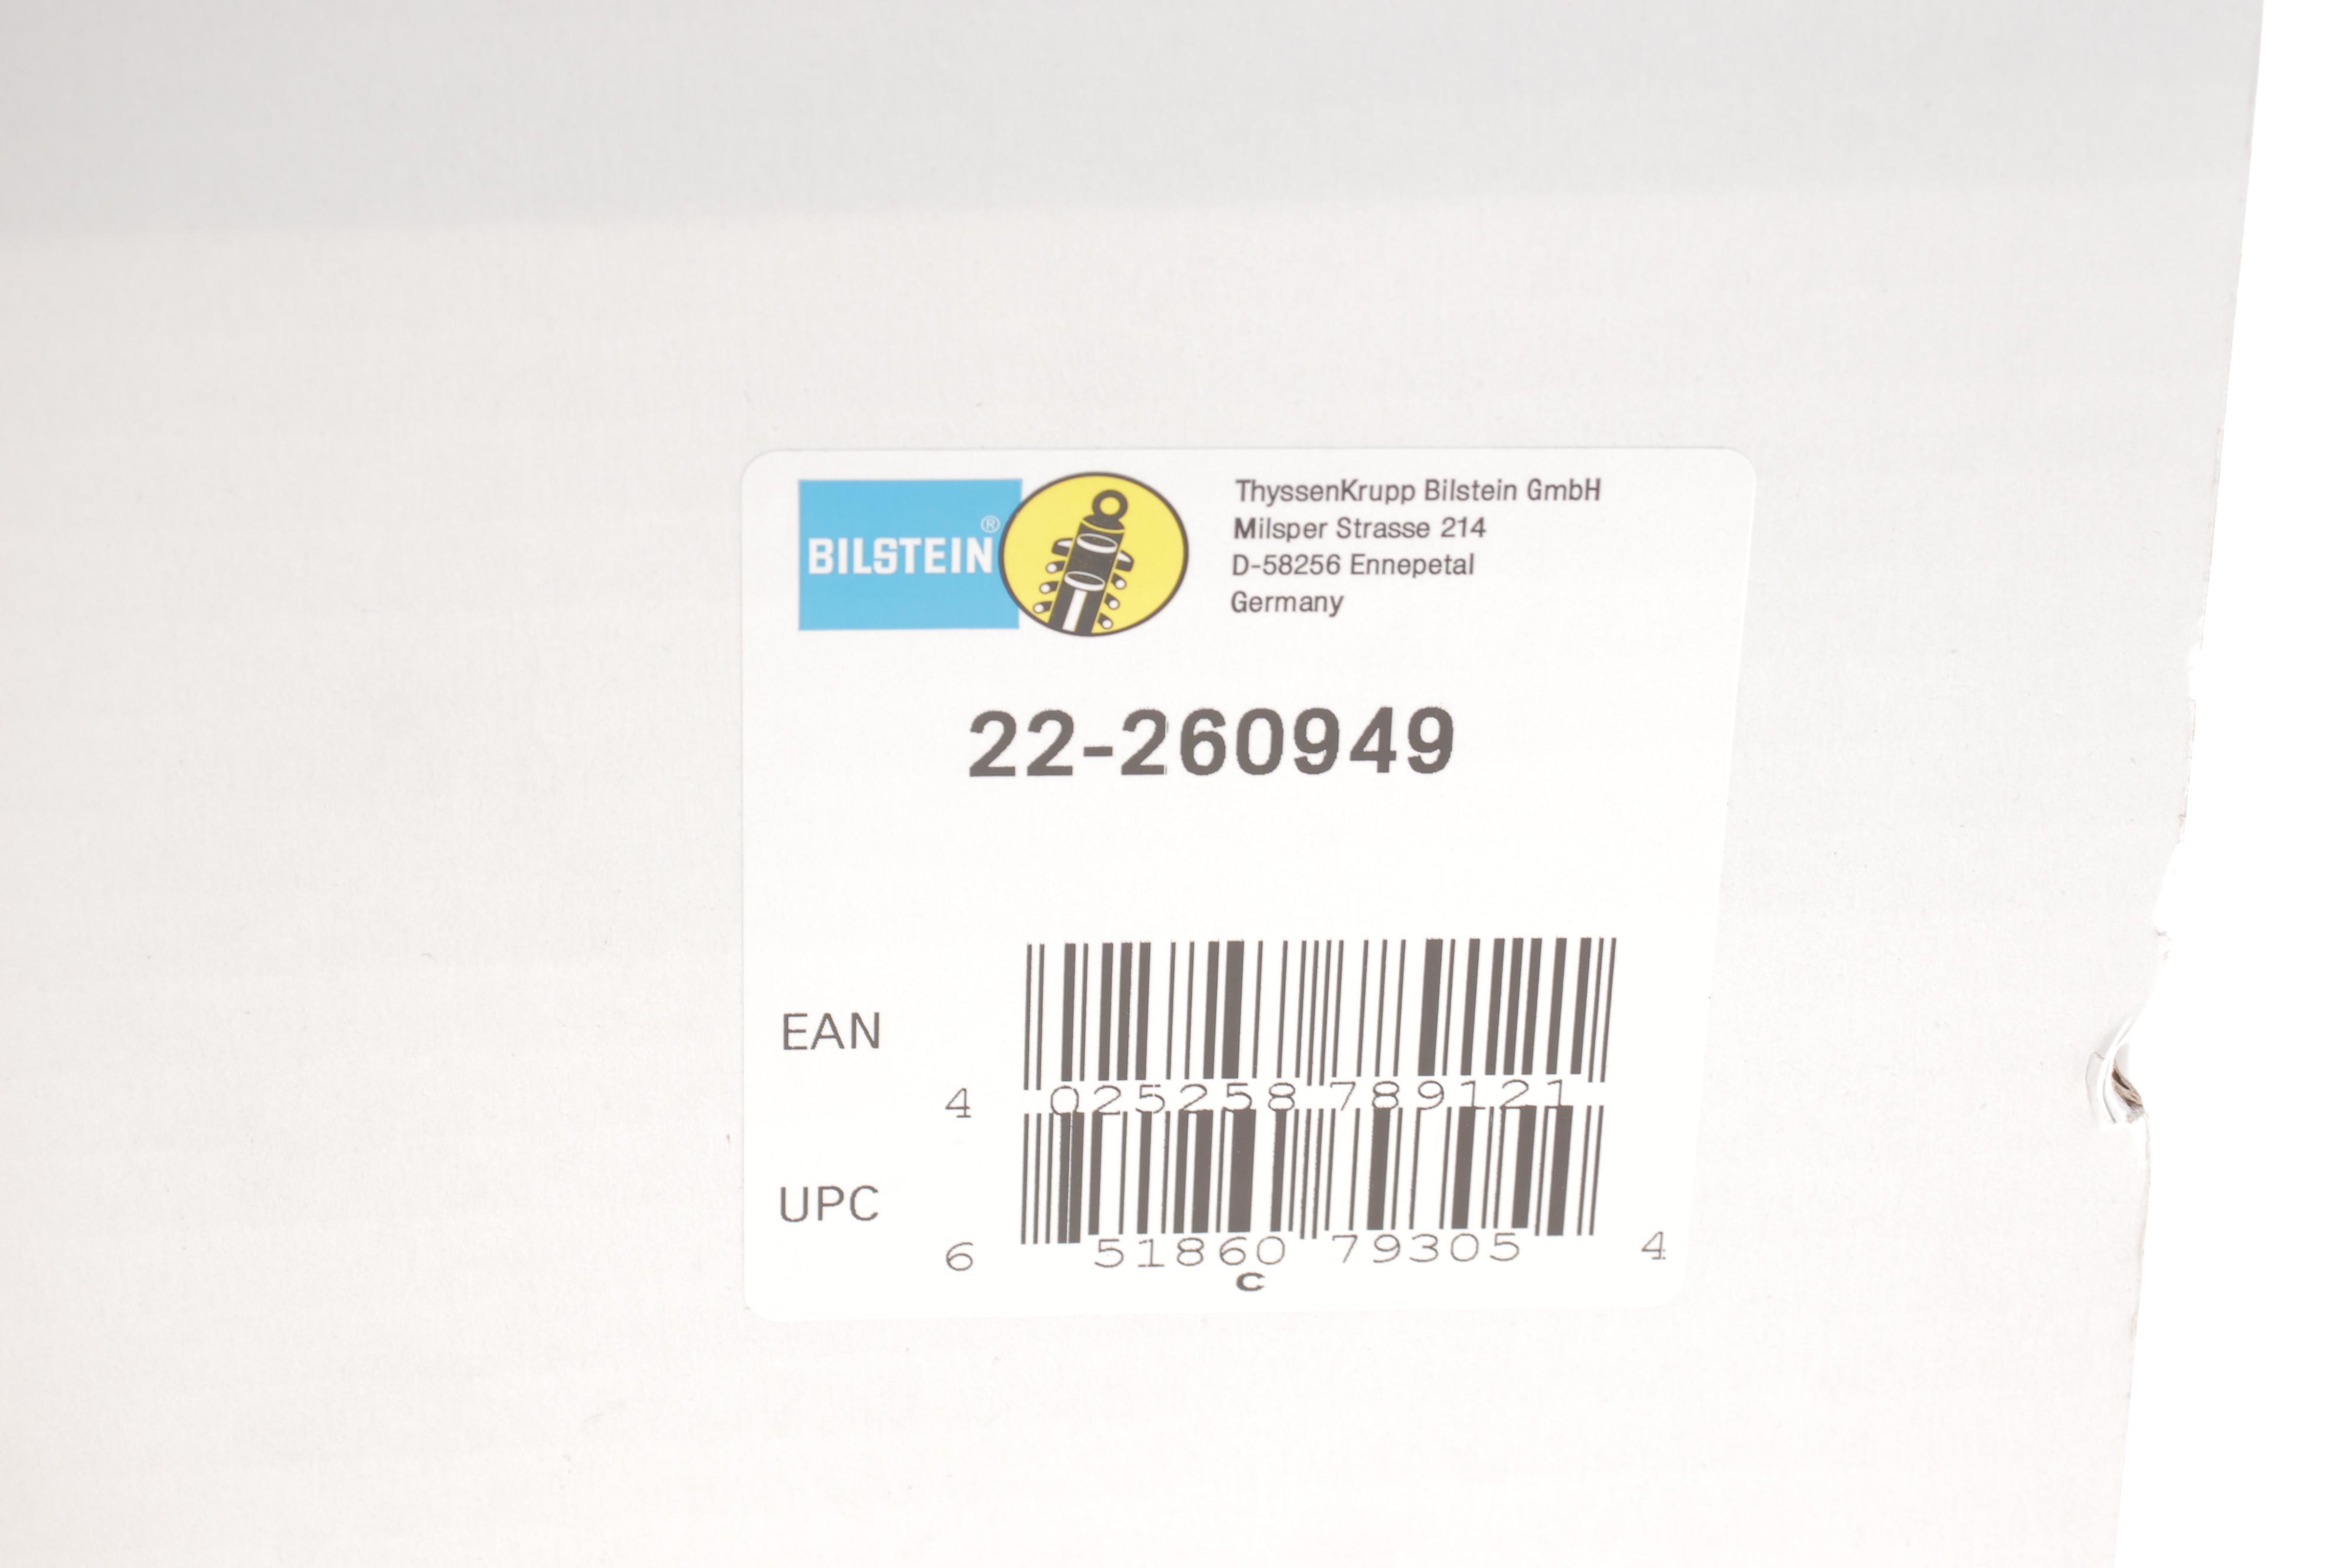 BILSTEIN®
ThyssenKrupp Bilstein GmbH
Milsper Strasse 214
D-58256 Ennepetal
Germany
22-260949
EAN
4 025258 789121
UPC
6 51860 79305 4
C